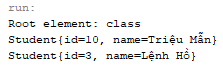 run:
Root element: class
Student{id=10, name=Triệu Mẫn}
Student{id=3, name=Lệnh Hồ}